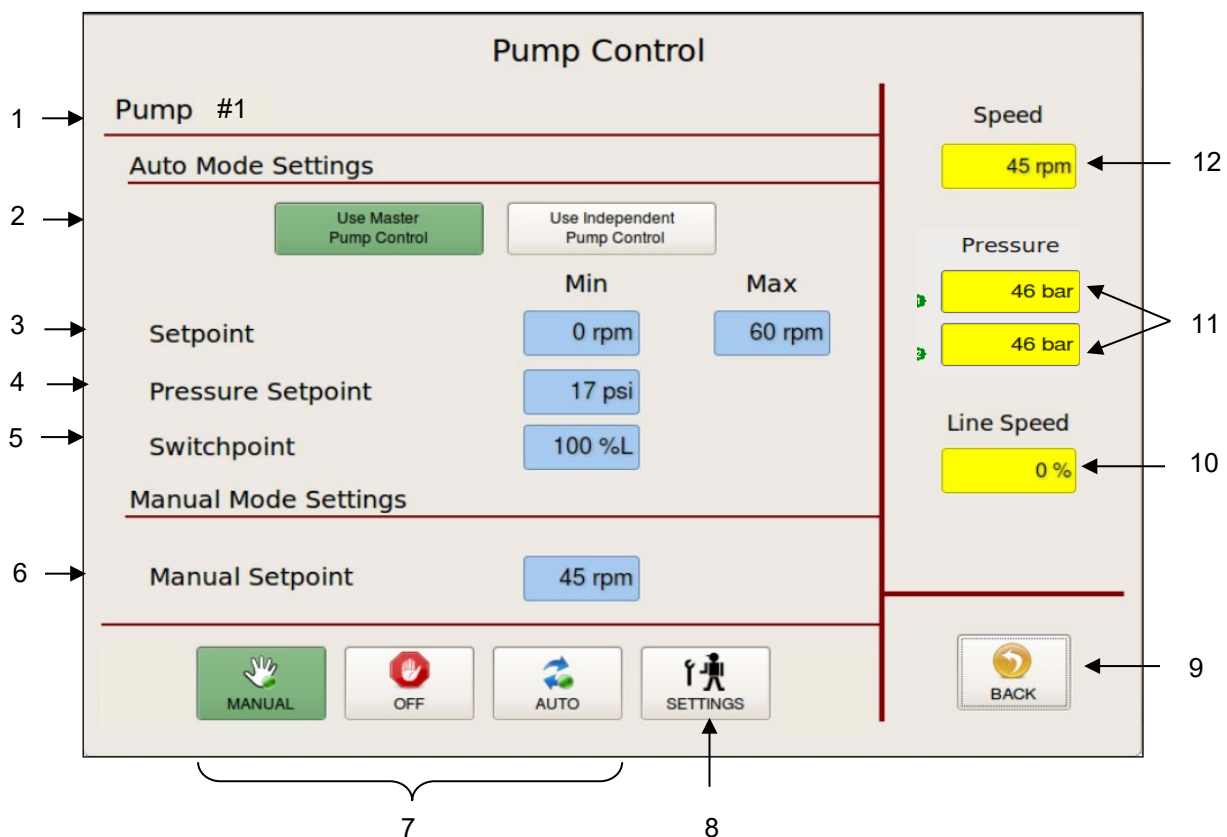 Pump Control
1
Pump #1
Auto Mode Settings
2
Use Master
Pump Control
Use Independent
Pump Control
Min
Max
3
Setpoint
0 rpm
60 rpm
4
Pressure Setpoint
17 psi
5
Switchpoint
100 %L
Manual Mode Settings
6
Manual Setpoint
45 rpm
MANUAL
OFF
AUTO
SETTINGS
7
8
Speed
45 rpm
12
Pressure
46 bar
46 bar
11
Line Speed
0 %
10
BACK
9